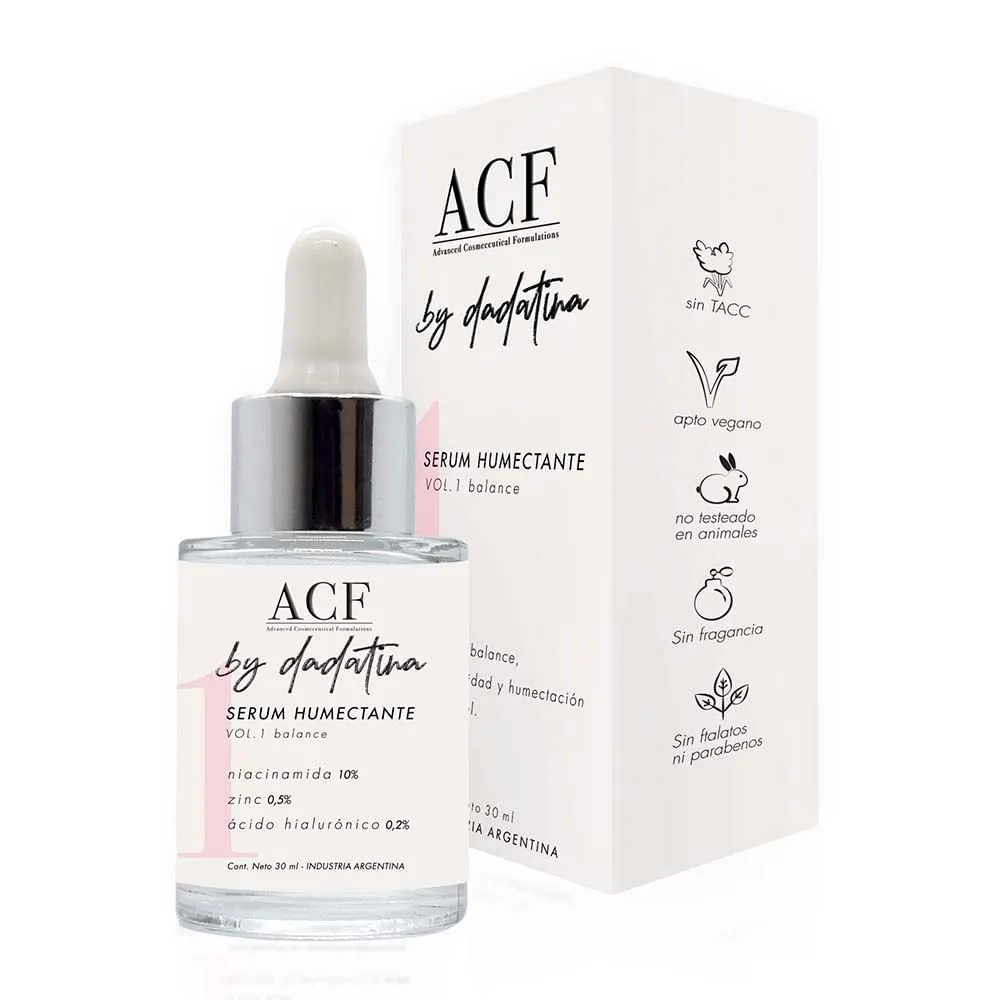 ACF
Advanced Cosmeceutical Formulations
by dadatina
SERUM HUMECTANTE
VOL.1 balance
balance,
idad y humectación
l.
to 30 ml
RIA ARGENTINA
sin TACC
apto vegano
no testeado
en animales
Sin fragancia
Sin ftalatos
ni parabenos
ACF
Advanced Cosmeceutical Formulations
by dadatina
1
SERUM HUMECTANTE
VOL.1 balance
niacinamida 10%
zinc 0,5%
ácido hialurónico 0,2%
Cont. Neto 30 ml - INDUSTRIA ARGENTINA